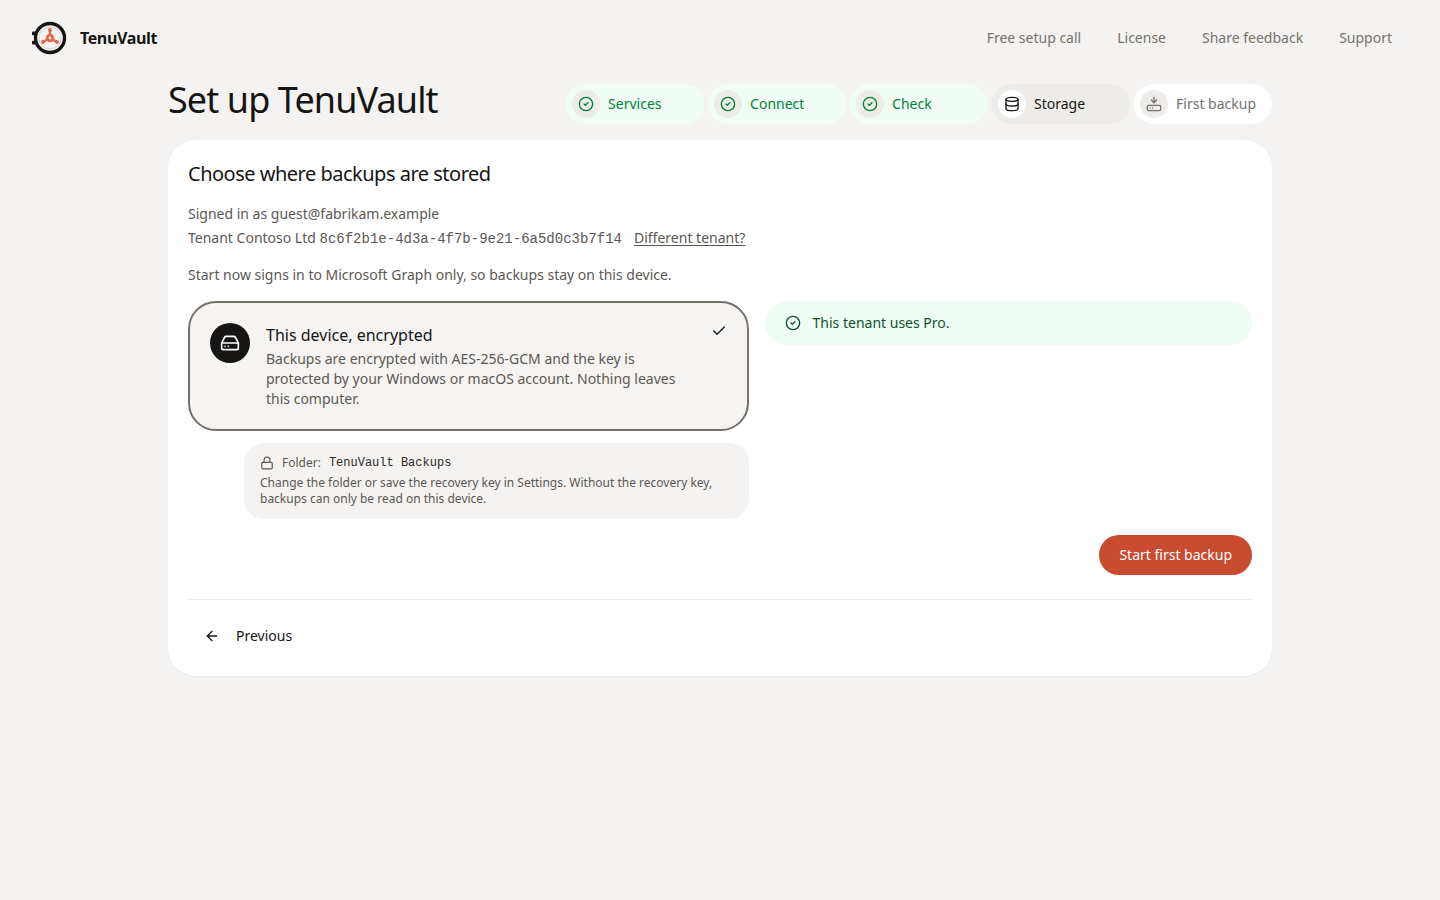 TenuVault
Free setup call
License
Share feedback
Support
Set up TenuVault
Services
Connect
Check
Storage
First backup
Choose where backups are stored
Signed in as guest@fabrikam.example
Tenant Contoso Ltd 8c6f2b1e-4d3a-4f7b-9e21-6a5d0c3b7f14 Different tenant?
Start now signs in to Microsoft Graph only, so backups stay on this device.
This device, encrypted
Backups are encrypted with AES-256-GCM and the key is
protected by your Windows or macOS account. Nothing leaves
this computer.
This tenant uses Pro.
Folder: TenuVault Backups
Change the folder or save the recovery key in Settings. Without the recovery key,
backups can only be read on this device.
Start first backup
Previous